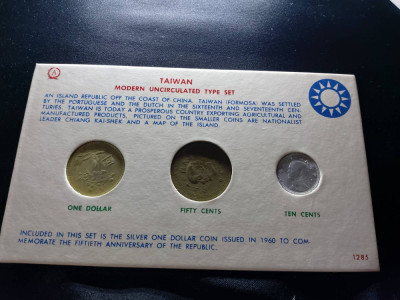 TAIWAN
MODERN UNCIRCULATED TYPE SET
AN ISLAND REPUBLIC OFF THE COAST OF CHINA, TAIWAN (FORMOSA) WAS SETTLED
BY THE PORTUGUESE AND THE DUTCH IN THE SIXTEENTH AND SEVENTEENTH CEN-
TURIES. TAIWAN IS TODAY A PROSPEROUS COUNTRY EXPORTING AGRICULTURAL AND
MANUFACTURED PRODUCTS. PICTURED ON THE SMALLER COINS ARE NATIONALIST
LEADER CHIANG KAI-SHEK AND A MAP OF THE ISLAND.
ONE DOLLAR
FIFTY CENTS
TEN CENTS
INCLUDED IN THIS SET IS THE SILVER ONE DOLLAR COIN ISSUED IN 1960 TO COM-
MEMORATE THE FIFTIETH ANNIVERSARY OF THE REPUBLIC.